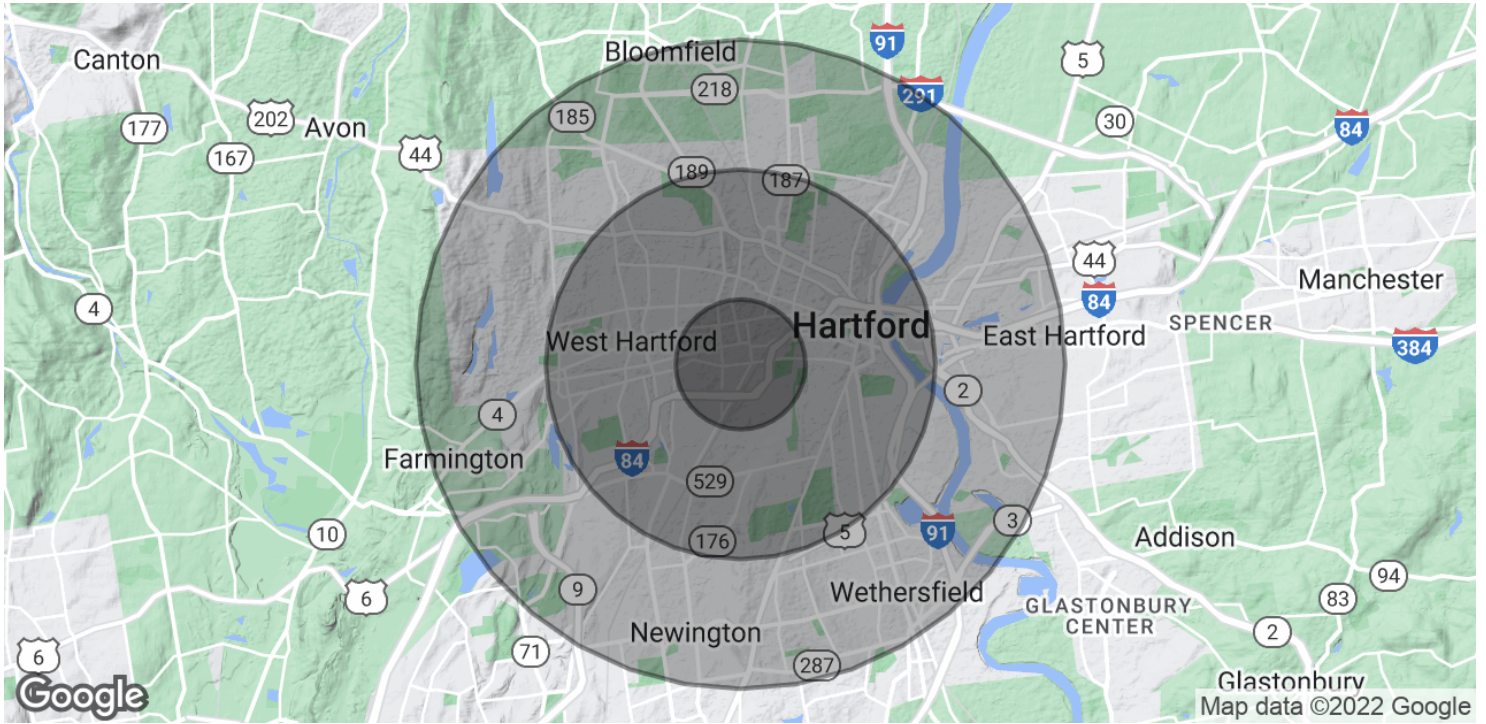 Bloomfield
91
5
Canton
218
291
202
185
30
177
Avon
84
167
44
189
187
44
Manchester
84
4
SPENCER
Hartford
West Hartford
East Hartford
384
2
4
Farmington
84
529
3
10
176
5
91
Addison
94
9
6
Wethersfield
83
GLASTONBURY
CENTER
Newington
2
71
6
287
Glastonbury
Google
Map data ©2022 Google